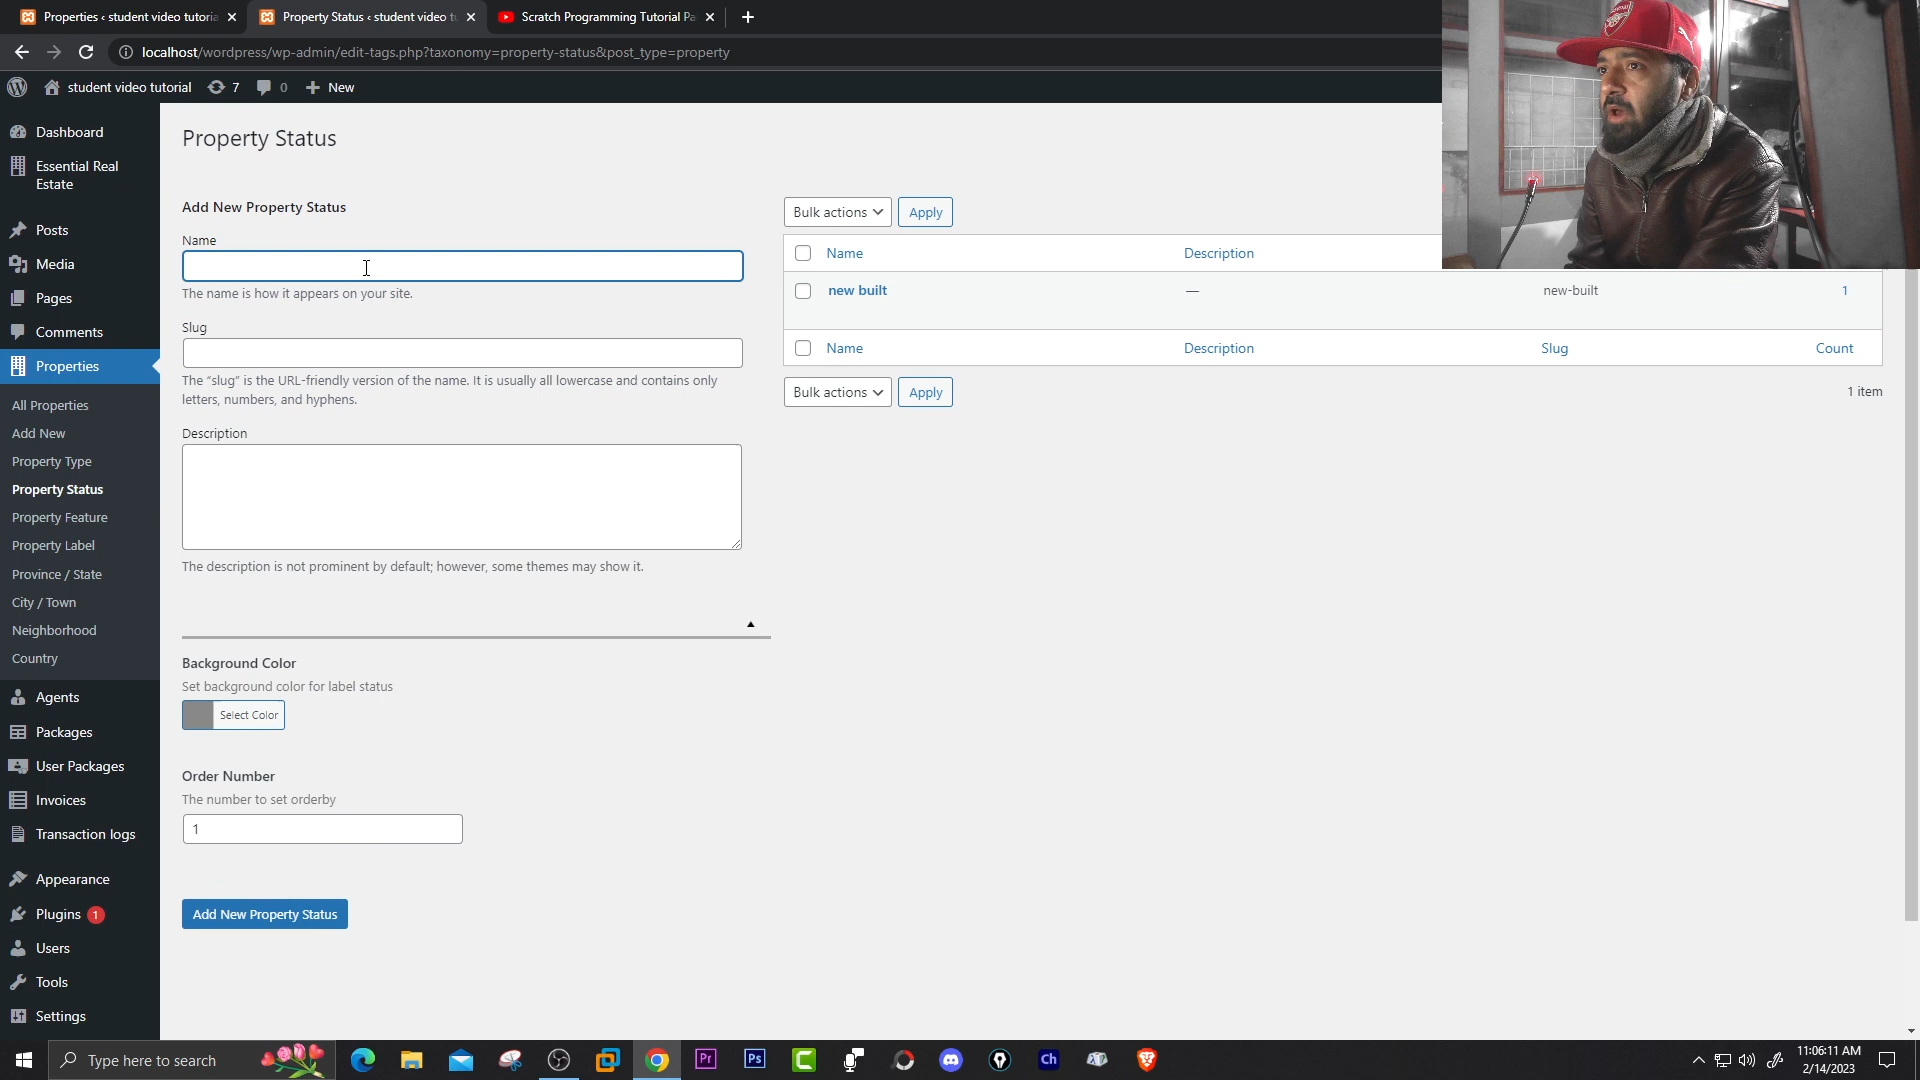 Properties ‹ student video tutoria
Property Status ‹ student video tu
Scratch Programming Tutorial Pa
localhost/wordpress/wp-admin/edit-tags.php?taxonomy=property-status&post_type=property
student video tutorial
7
0
New
Dashboard
Essential Real
Estate
Posts
Media
Pages
Comments
Properties
All Properties
Add New
Property Type
Property Status
Property Feature
Property Label
Province / State
City / Town
Neighborhood
Country
Agents
Packages
User Packages
Invoices
Transaction logs
Appearance
Plugins 1
Users
Tools
Settings
Property Status
Add New Property Status
Name
The name is how it appears on your site.
Slug
The “slug” is the URL-friendly version of the name. It is usually all lowercase and contains only
letters, numbers, and hyphens.
Description
The description is not prominent by default; however, some themes may show it.
Background Color
Set background color for label status
Select Color
Order Number
The number to set orderby
1
Add New Property Status
Bulk actions
Apply
Name
Description
new built
—
new-built
1
Name
Description
Slug
Count
Bulk actions
Apply
1 item
Type here to search
Pr
Ps
Ch
11:06:11 AM
2/14/2023